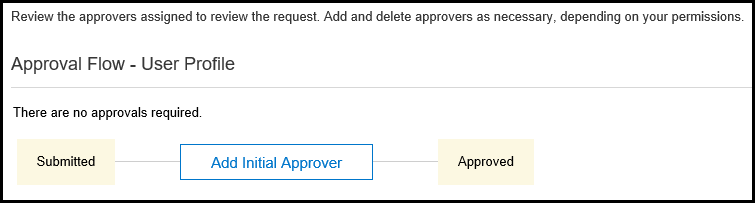 Review the approvers assigned to review the request. Add and delete approvers as necessary, depending on your permissions.
Approval Flow - User Profile
There are no approvals required.
Submitted
Add Initial Approver
Approved